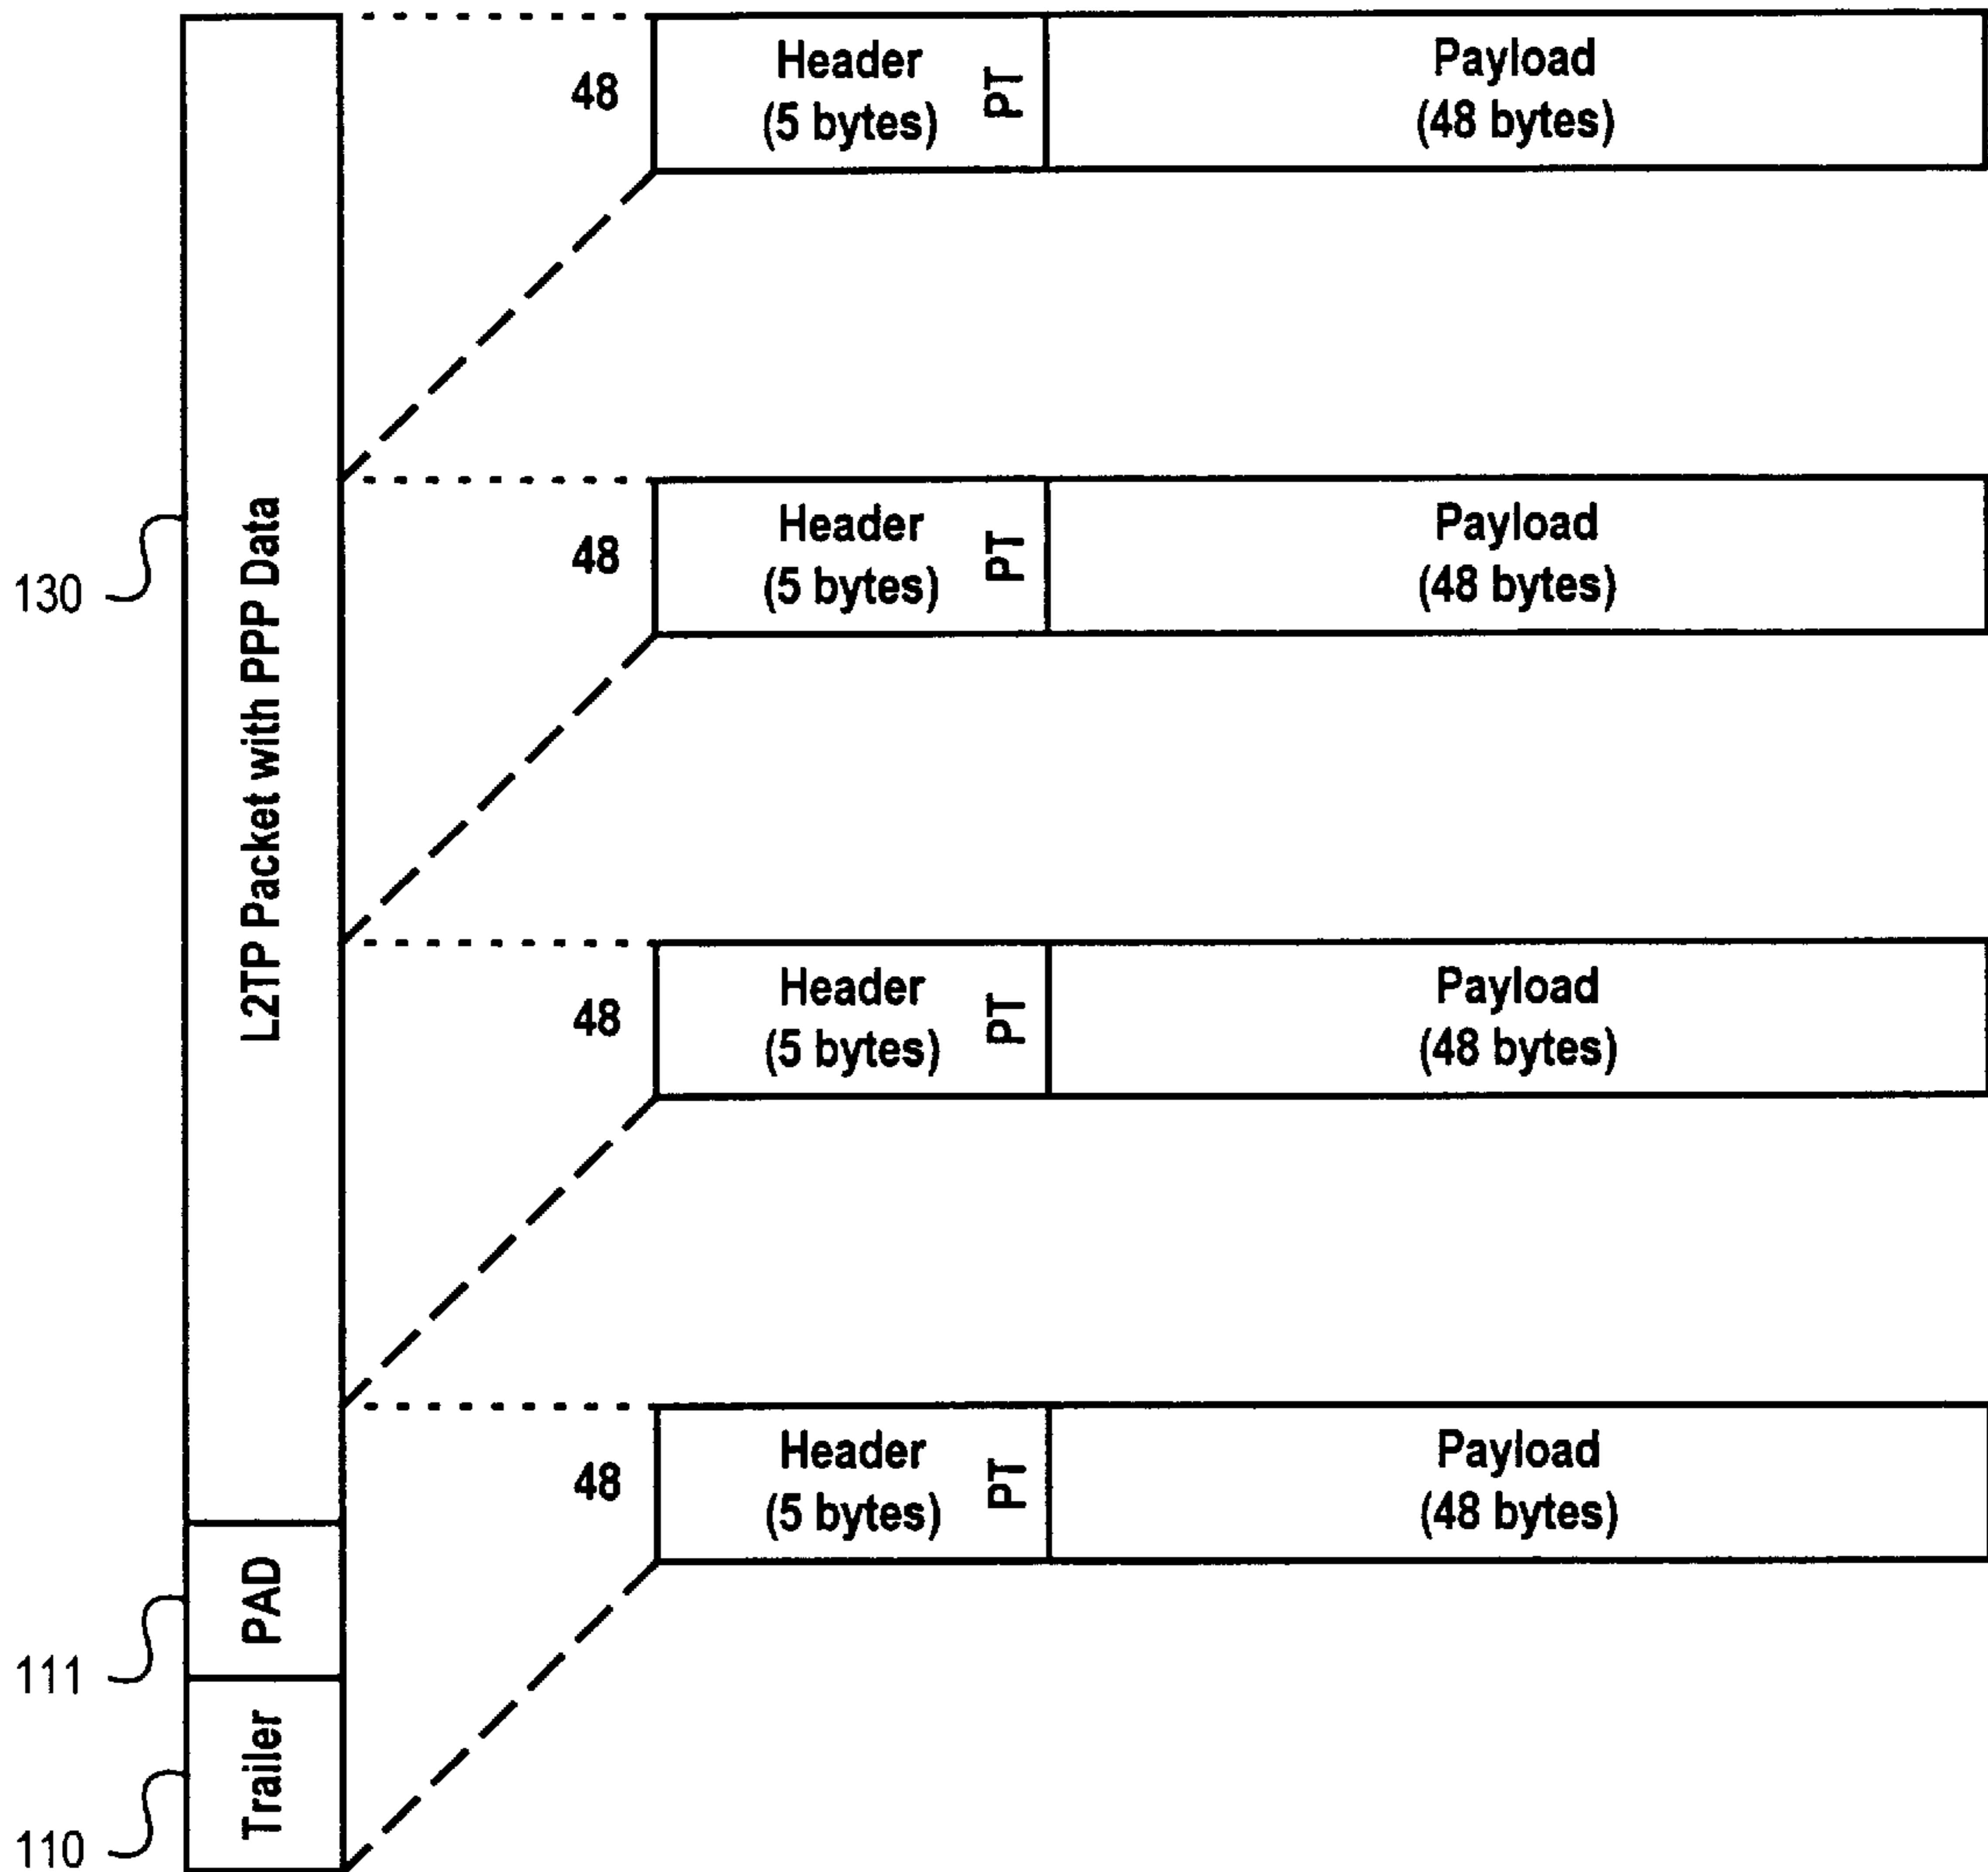 48
Header
(5 bytes)
PT
Payload
(48 bytes)
130
L2TP Packet with PPP Data
48
Header
(5 bytes)
PT
Payload
(48 bytes)
48
Header
(5 bytes)
PT
Payload
(48 bytes)
48
Header
(5 bytes)
PT
Payload
(48 bytes)
111
PAD
110
Trailer